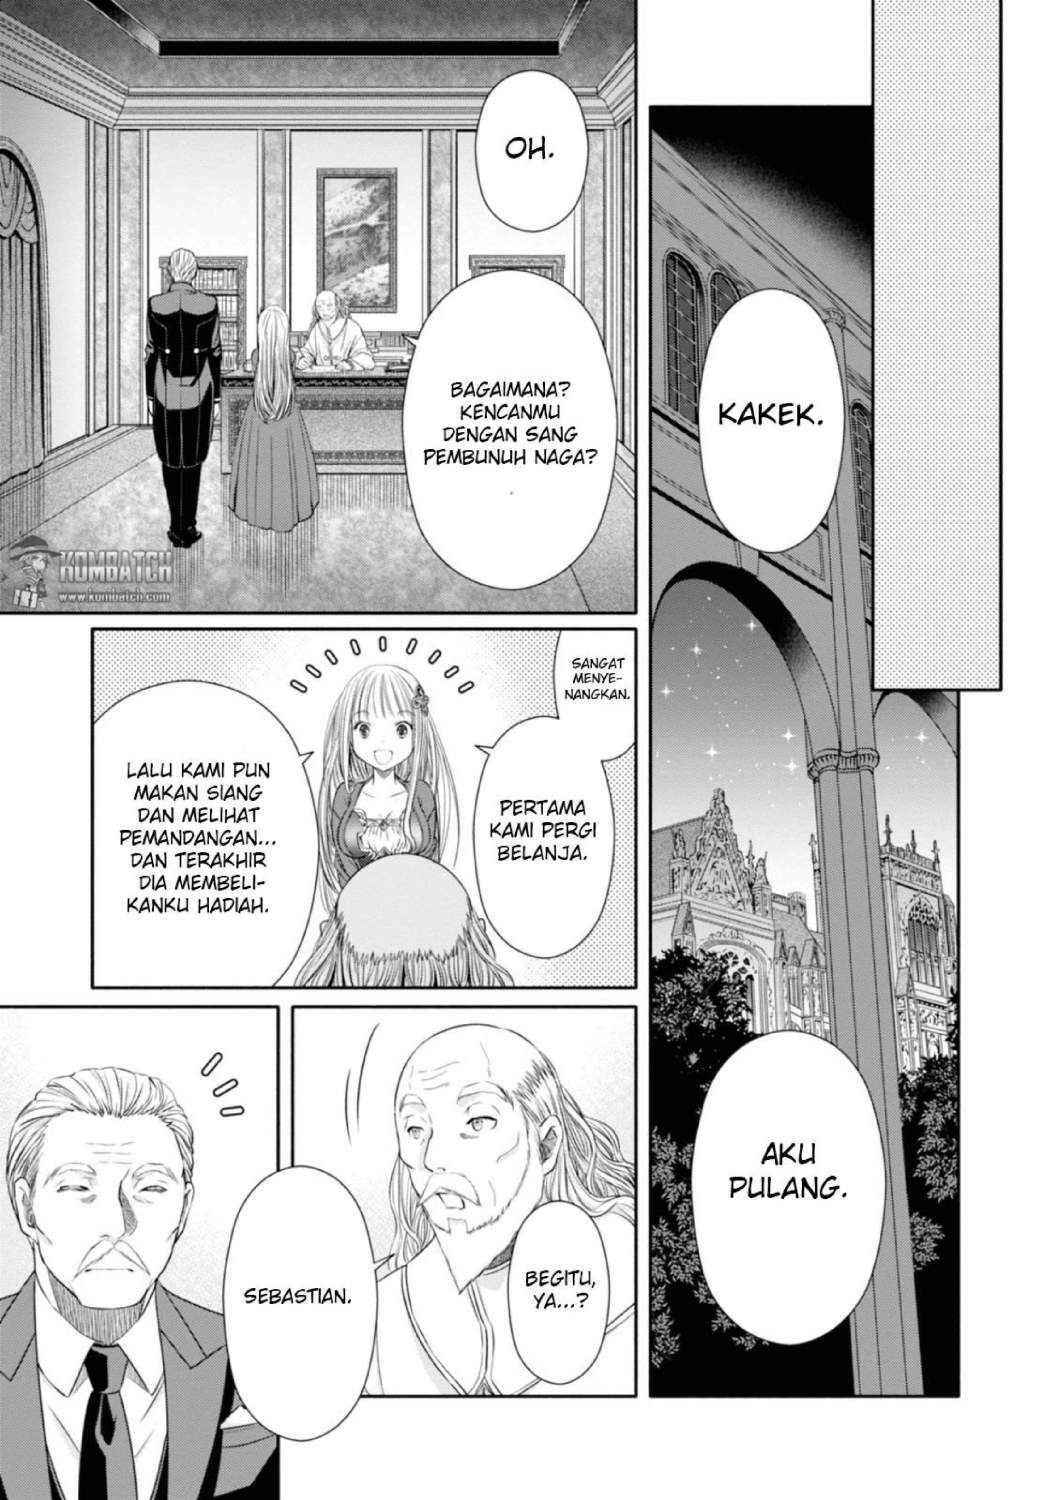 KAKEK.
AKU
PULANG.
OH.
BAGAIMANA?
KENCANMU
DENGAN SANG
PEMBUNUH NAGA?
KOMBATCH
www.kombatch.com
SANGAT
MENYE-
NANGKAN.
PERTAMA
KAMI PERGI
BELANJA.
LALU KAMI PUN
MAKAN SIANG
DAN MELIHAT
PEMANDANGAN...
DAN TERAKHIR
DIA MEMBELI-
KANKU HADIAH.
BEGITU,
YA...?
SEBASTIAN.